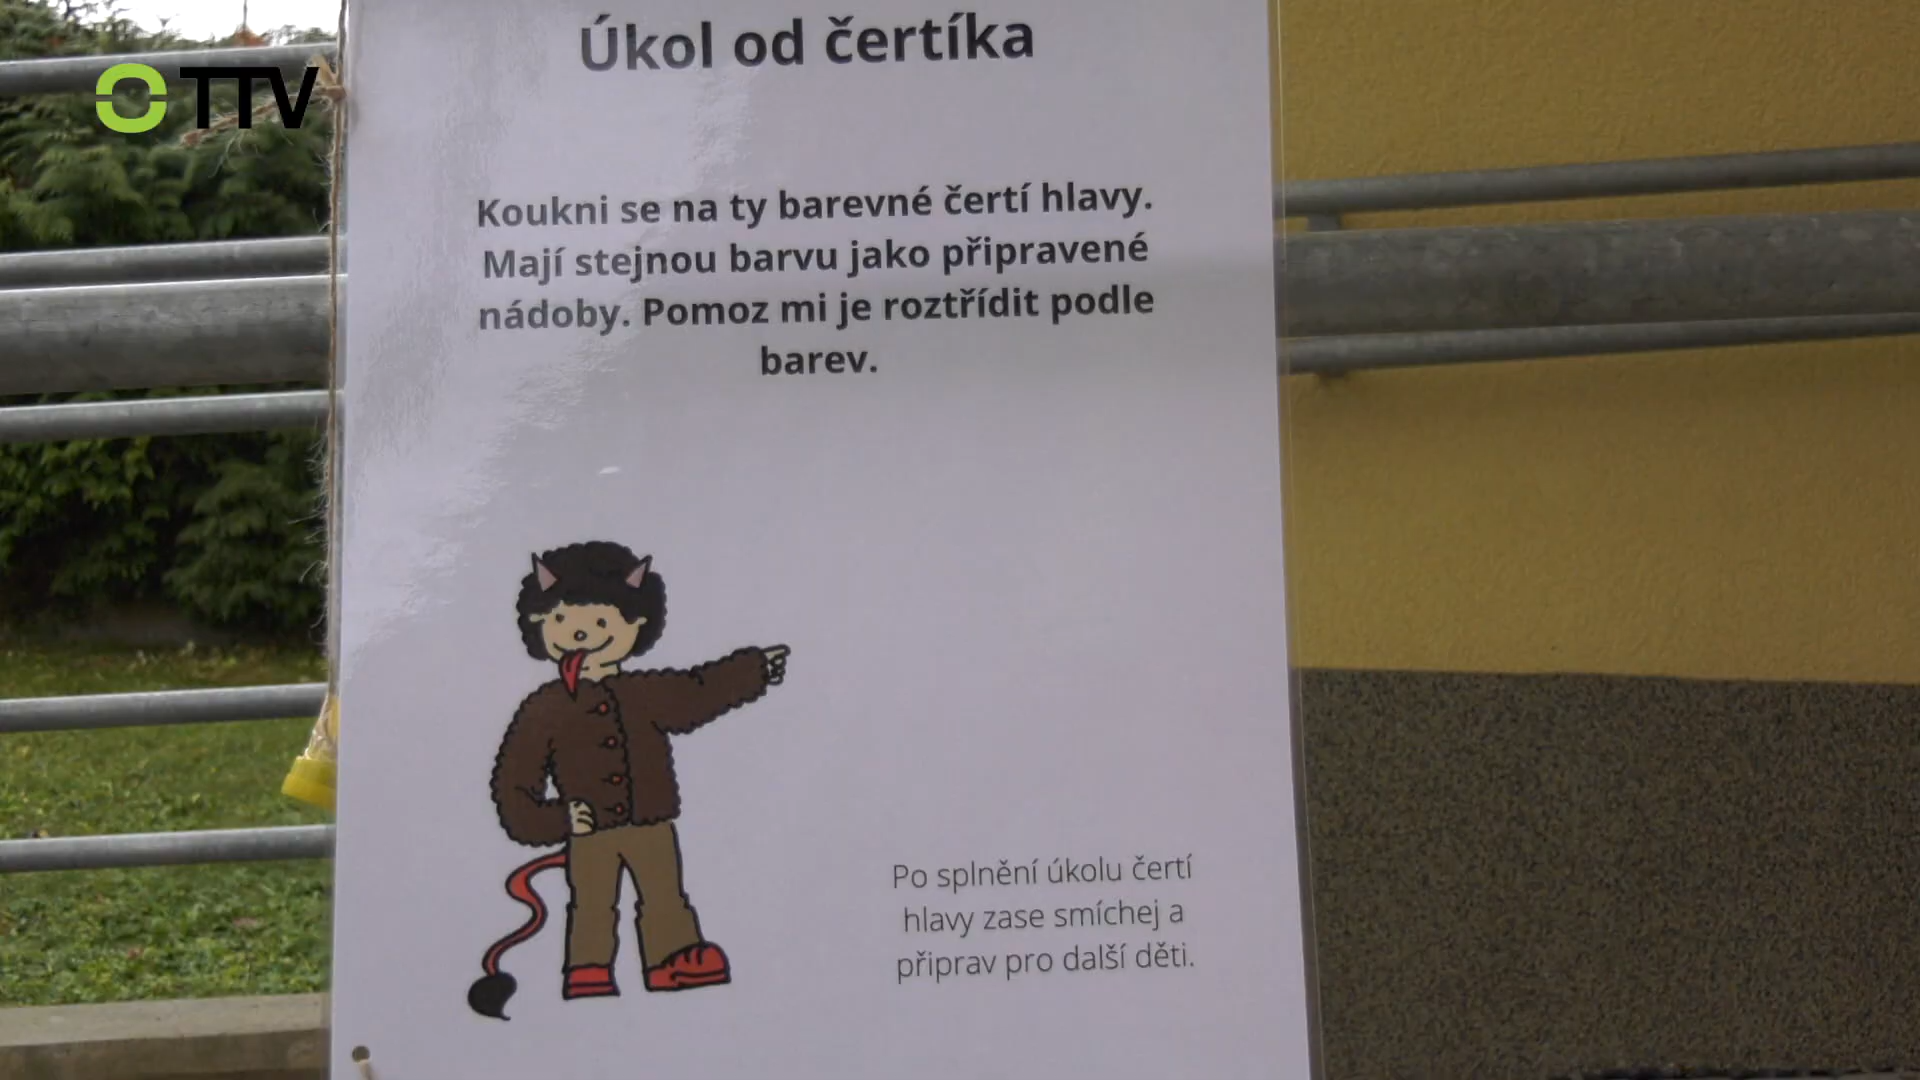 TTV
Úkol od čertíka
Koukni se na ty barevné čertí hlavy.
Mají stejnou barvu jako připravené
nádoby. Pomoz mi je roztřídit podle
barev.
Po splnění úkolu čertí
hlavy zase smíchej a
připrav pro další děti.